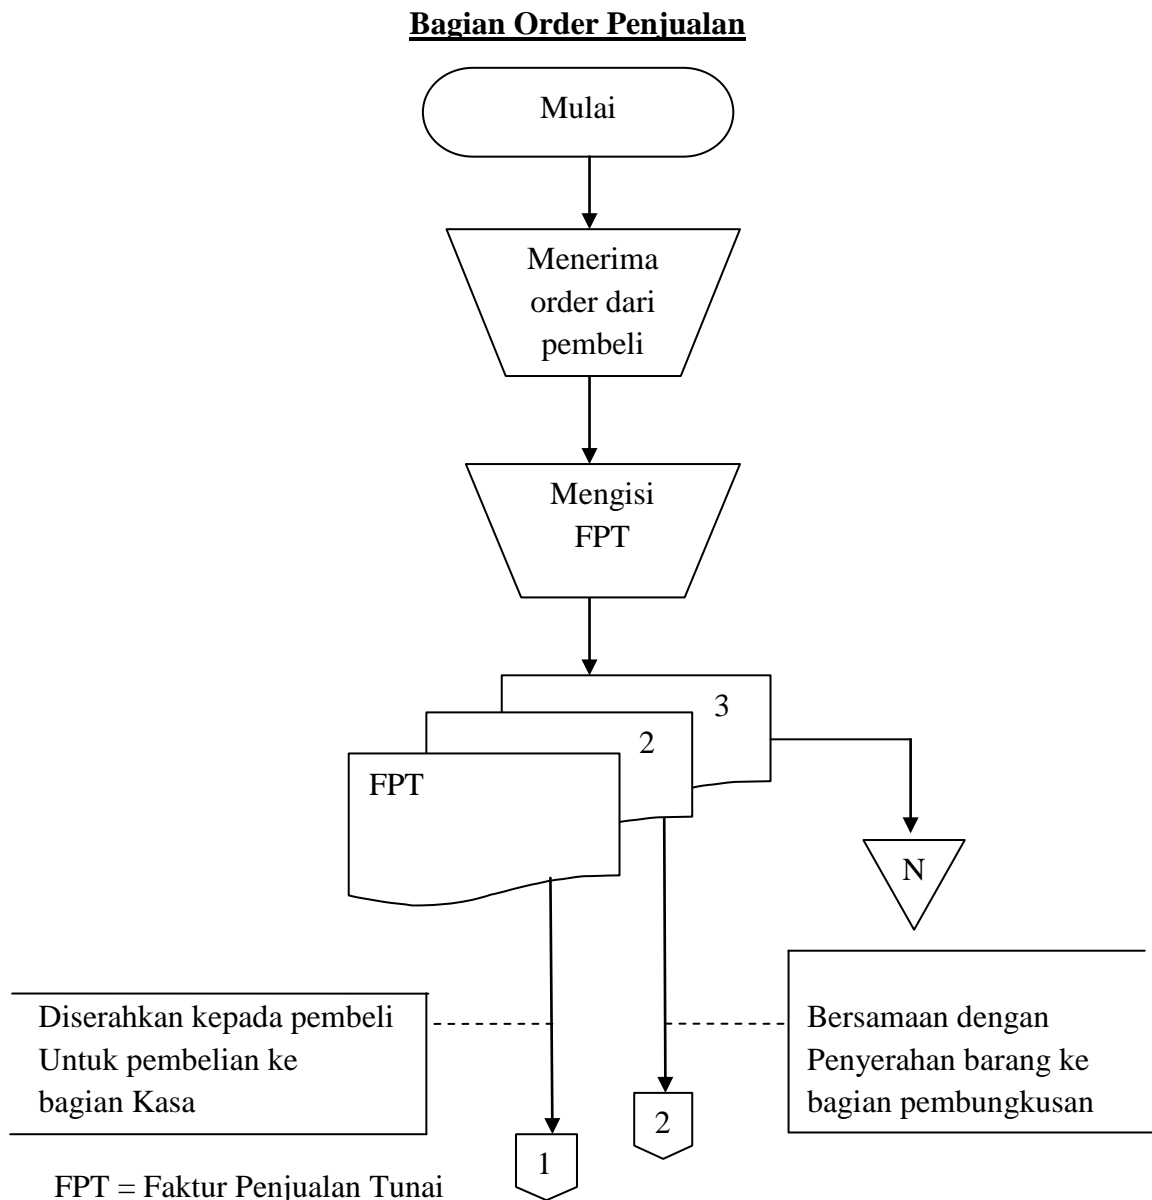 Bagian Order Penjualan
Mulai
Menerima
order dari
pembeli
Mengisi
FPT
3
2
FPT
N
Diserahkan kepada pembeli
Untuk pembelian ke
bagian Kasa
Bersamaan dengan
Penyerahan barang ke
bagian pembungkusan
2
1
FPT = Faktur Penjualan Tunai